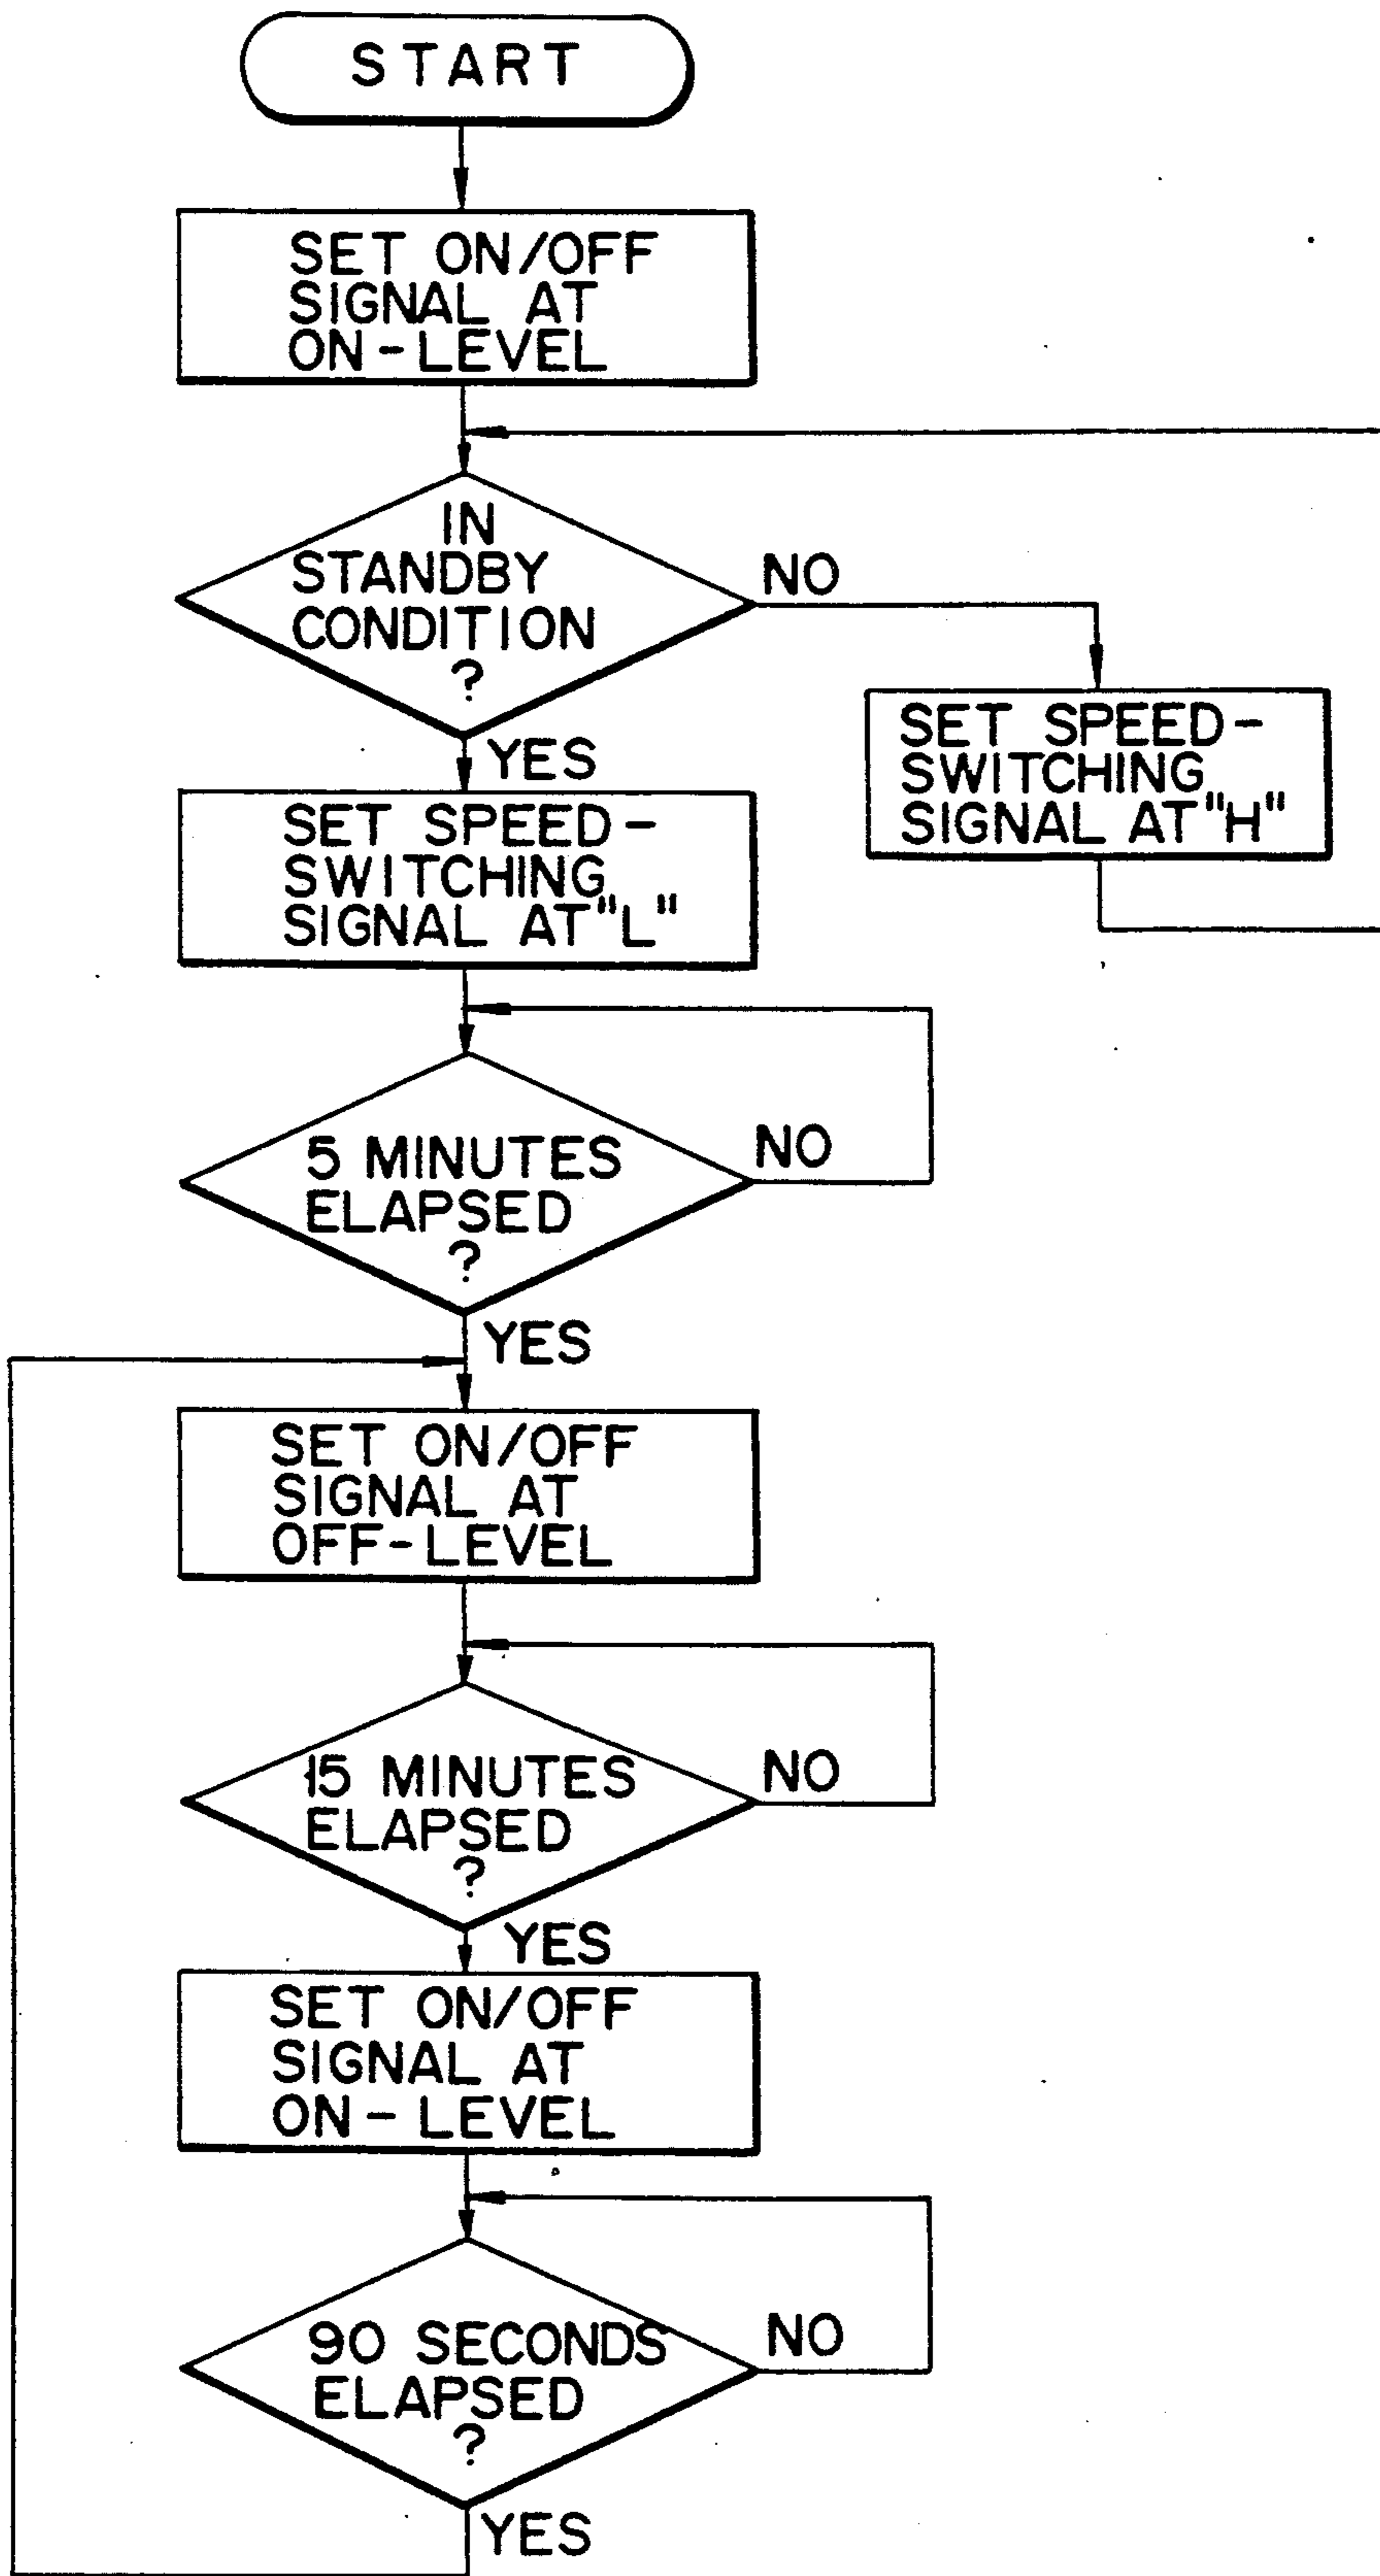 START
SET ON/OFF
SIGNAL AT
ON-LEVEL
IN
STANDBY
CONDITION
?
NO
YES
SET SPEED-
SWITCHING
SIGNAL AT "H"
SET SPEED-
SWITCHING
SIGNAL AT "L"
5 MINUTES
ELAPSED
?
NO
YES
SET ON/OFF
SIGNAL AT
OFF-LEVEL
15 MINUTES
ELAPSED
?
NO
YES
SET ON/OFF
SIGNAL AT
ON-LEVEL
90 SECONDS
ELAPSED
?
NO
YES